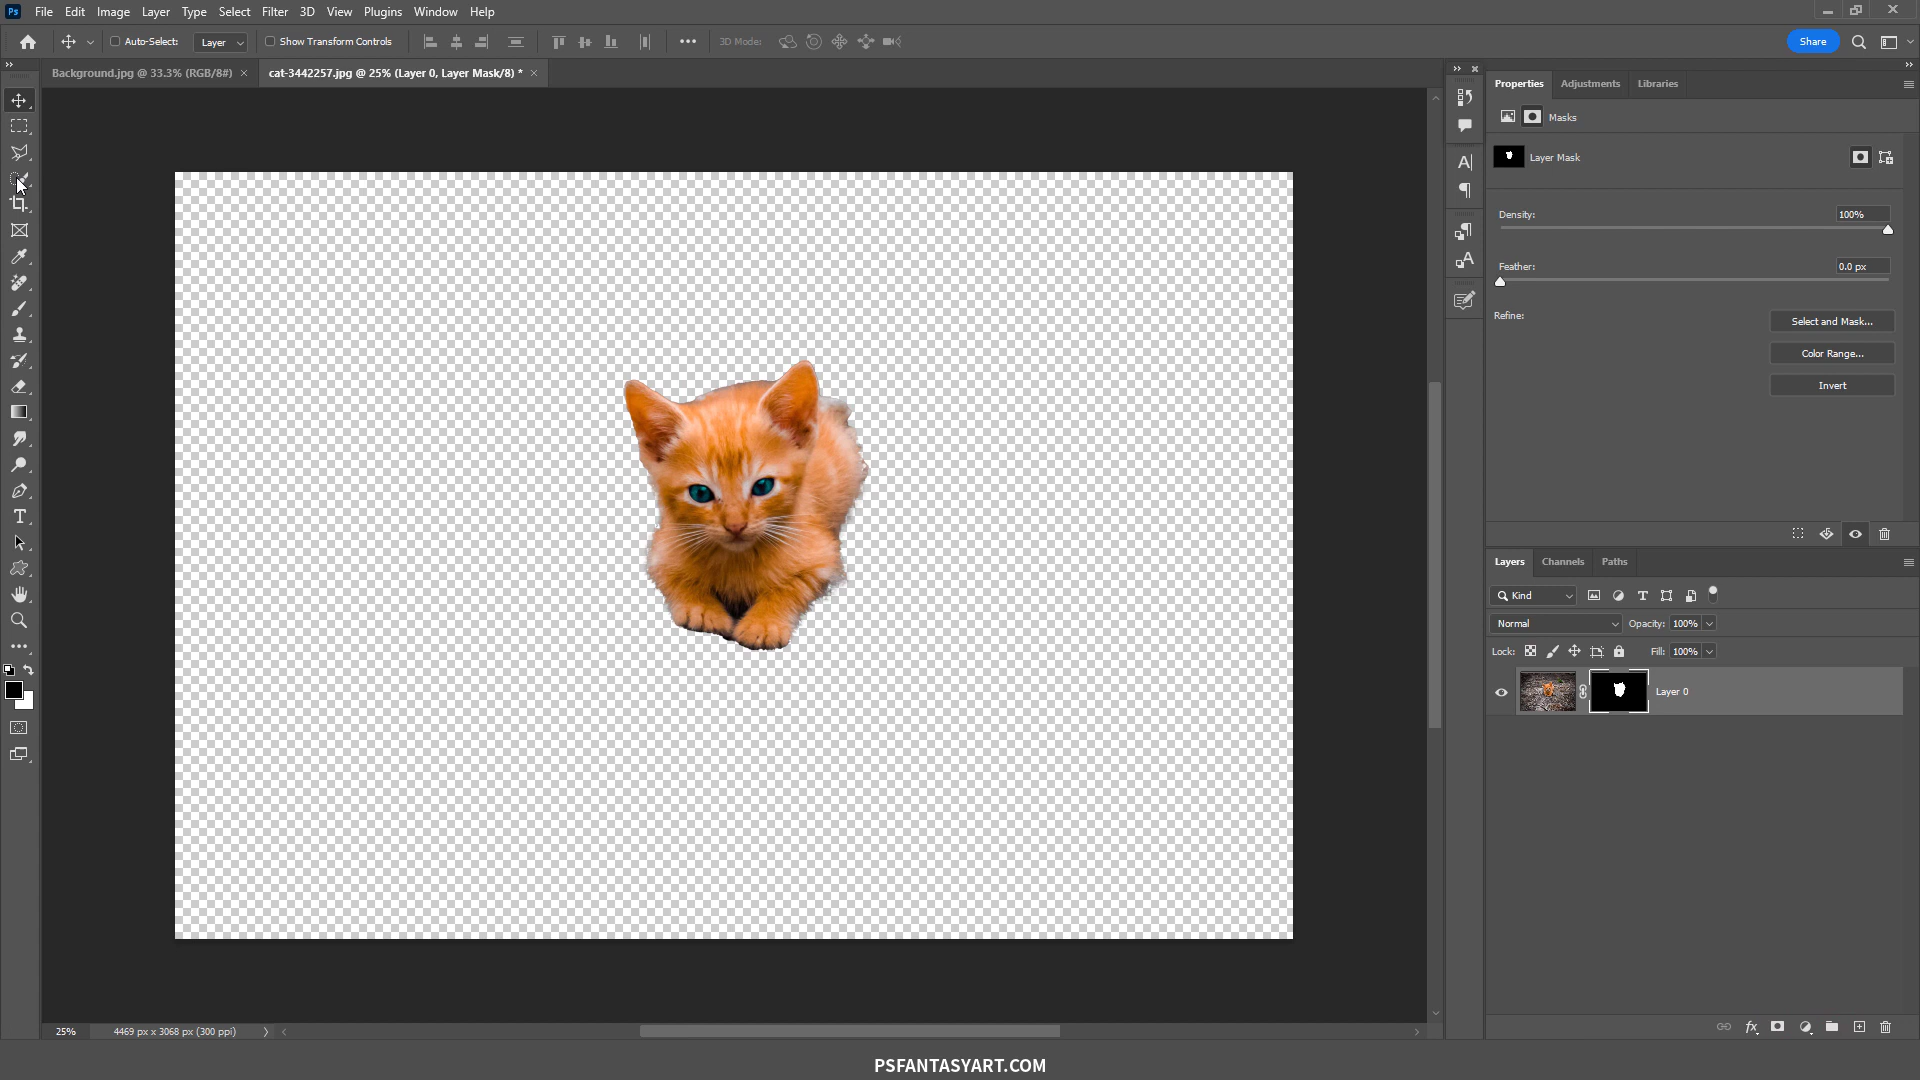 Ps File Edit Image Layer Type Select Filter 3D View Plugins Window Help
Auto-Select: Layer Show Transform Controls 3D Mode: Share
Background.jpg @ 33.3% (RGB/8#) × cat-3442257.jpg @ 25% (Layer 0, Layer Mask/8) * ×
Properties Adjustments Libraries
Masks
Layer Mask
Density: 100%
Feather: 0.0 px
Refine:
Select and Mask...
Color Range...
Invert
Layers Channels Paths
Kind
Normal Opacity: 100%
Lock: Fill: 100%
Layer 0
25% 4469 px x 3068 px (300 ppi)
PSFANTASYART.COM